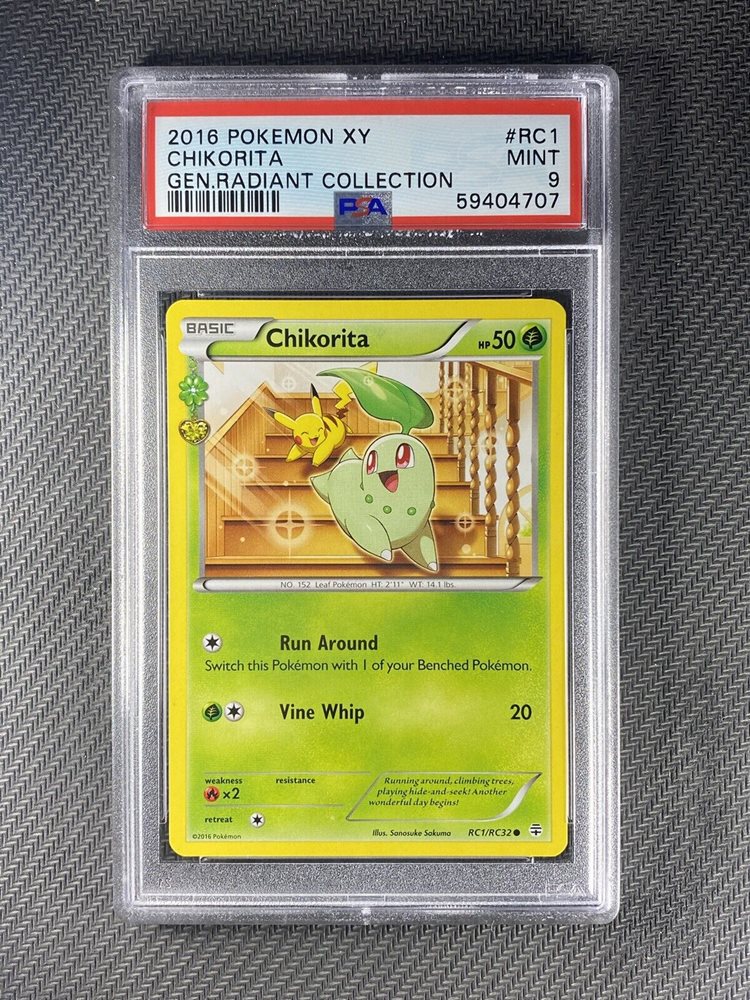 2016 POKEMON XY #RC1
CHIKORITA MINT
GEN.RADIANT COLLECTION 9
PSA 59404707
BASIC Chikorita HP50
NO. 152 Leaf Pokémon HT: 2'11" WT: 14.1 lbs.
Run Around
Switch this Pokémon with 1 of your Benched Pokémon.
Vine Whip 20
weakness resistance
×2
retreat
Running around, climbing trees,
playing hide-and-seek! Another
wonderful day begins!
©2016 Pokémon Illus. Sanosuke Sakuma RC1/RC32